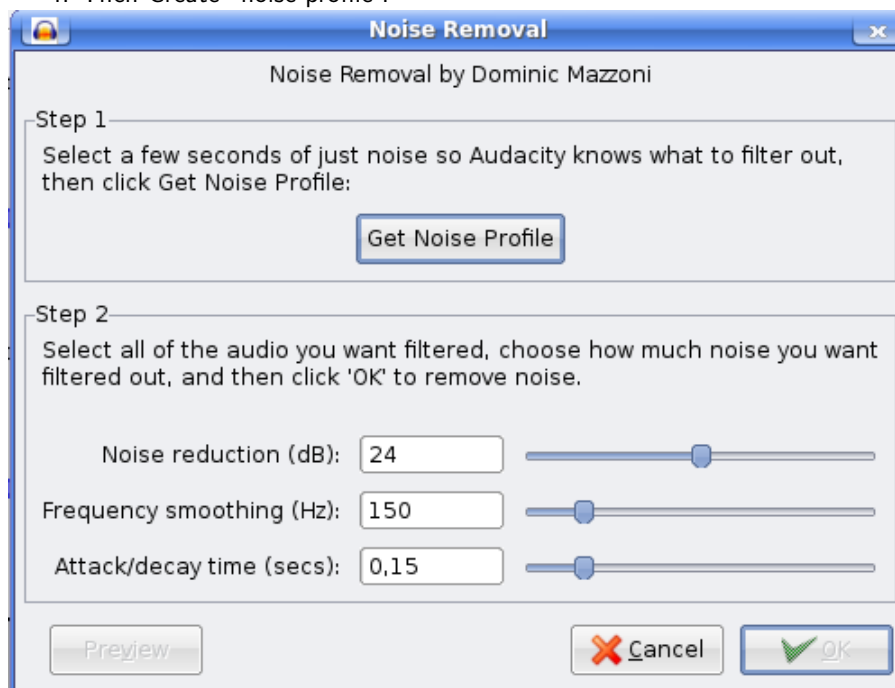 Noise Removal
Noise Removal by Dominic Mazzoni
Step 1
Select a few seconds of just noise so Audacity knows what to filter out,
then click Get Noise Profile:
Get Noise Profile
Step 2
Select all of the audio you want filtered, choose how much noise you want
filtered out, and then click 'OK' to remove noise.
Noise reduction (dB): 24
Frequency smoothing (Hz): 150
Attack/decay time (secs): 0,15
Preview Cancel OK